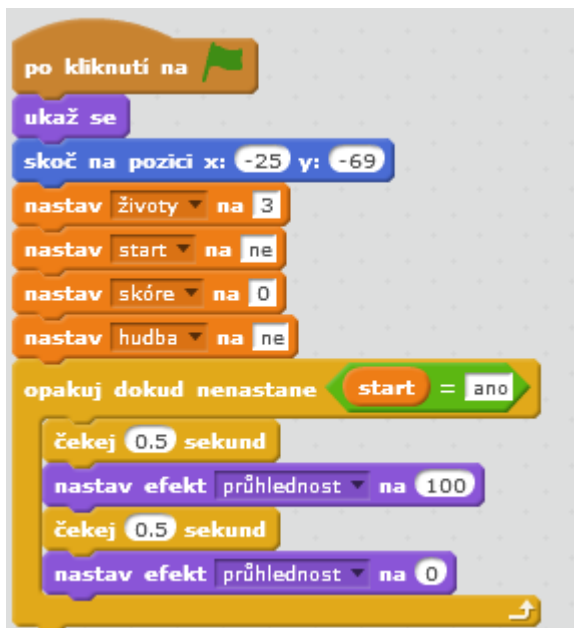 po kliknutí na
ukaž se
skoč na pozici x: -25 y: -69
nastav životy na 3
nastav start na ne
nastav skóre na 0
nastav hudba na ne
opakuj dokud nenastane start = ano
čekej 0.5 sekund
nastav efekt průhlednost na 100
čekej 0.5 sekund
nastav efekt průhlednost na 0